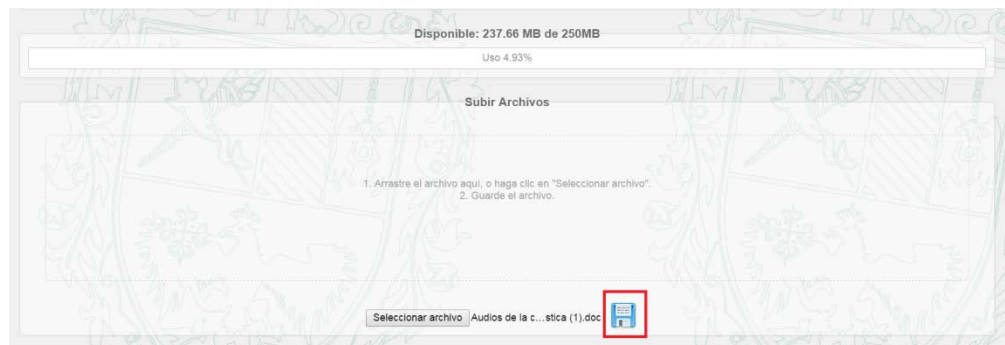 Disponible: 237.66 MB de 250MB
Uso 4.93%
Subir Archivos
1. Arrastre el archivo aqui, o haga clic en "Seleccionar archivo".
2. Guarde el archivo.
Seleccionar archivo Audios de la c...stica (1).doc